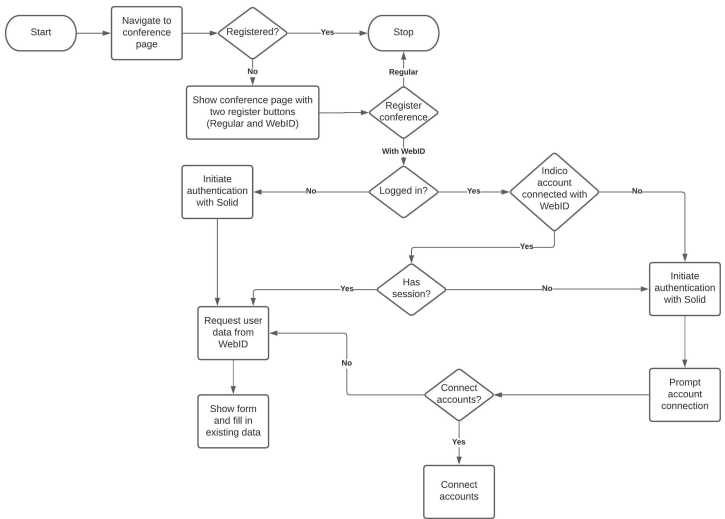 Start
Navigate to
conference
page
Registered?
Yes
Stop
No
Regular
Show conference page with
two register buttons
(Regular and WebID)
Register
conference
With WebID
Initiate
authentication
with Solid
No
Logged in?
Yes
Indico
account
connected with
WebID
No
Yes
Has
session?
Yes
No
Initiate
authentication
with Solid
Request user
data from
WebID
No
Connect
accounts?
Prompt
account
connection
Show form
and fill in
existing data
Yes
Connect
accounts